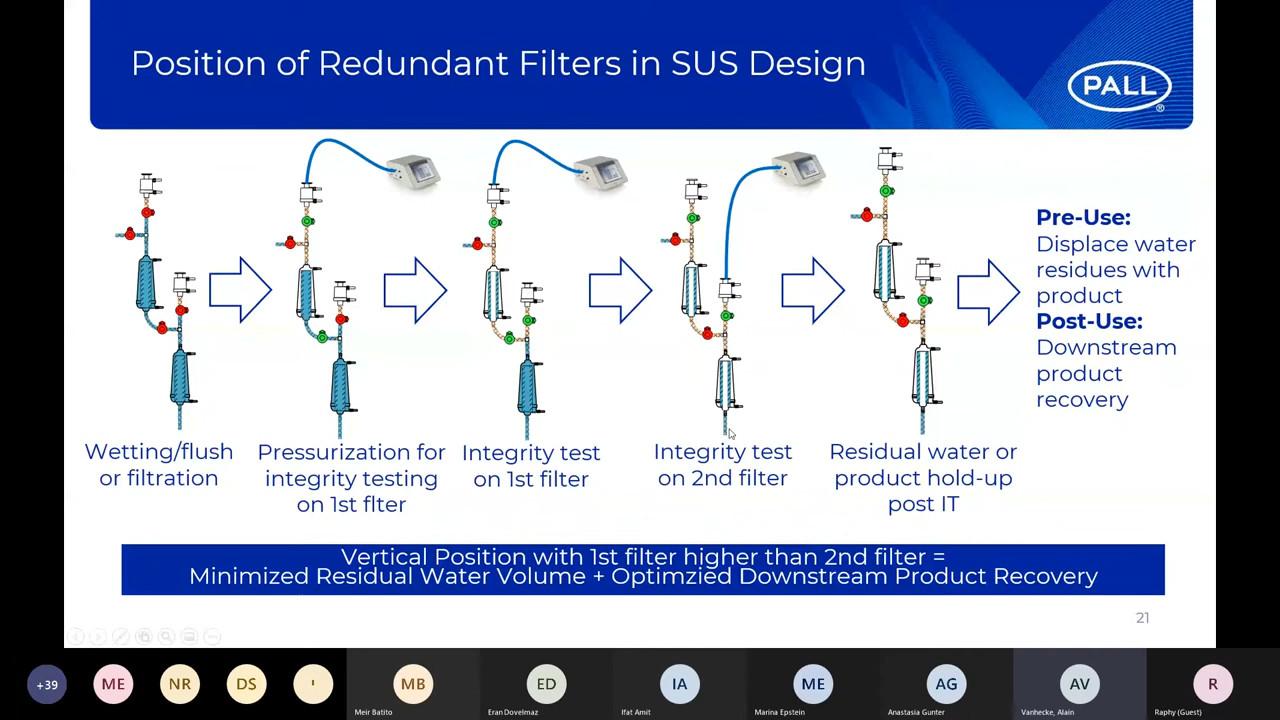 Position of Redundant Filters in SUS Design
PALL
®
Pre-Use:
Displace water
residues with
product
Post-Use:
Downstream
product
recovery
Wetting/flush
or filtration
Pressurization for
integrity testing
on 1st flter
Integrity test
on 1st filter
Integrity test
on 2nd filter
Residual water or
product hold-up
post IT
Vertical Position with 1st filter higher than 2nd filter =
Minimized Residual Water Volume + Optimzied Downstream Product Recovery
21
+39
ME
NR
DS
'
MB
Meir Batito
ED
Eran Dovelmaz
IA
Ifat Amit
ME
Marina Epstein
AG
Anastasia Gunter
AV
Vanhecke, Alain
R
Raphy (Guest)